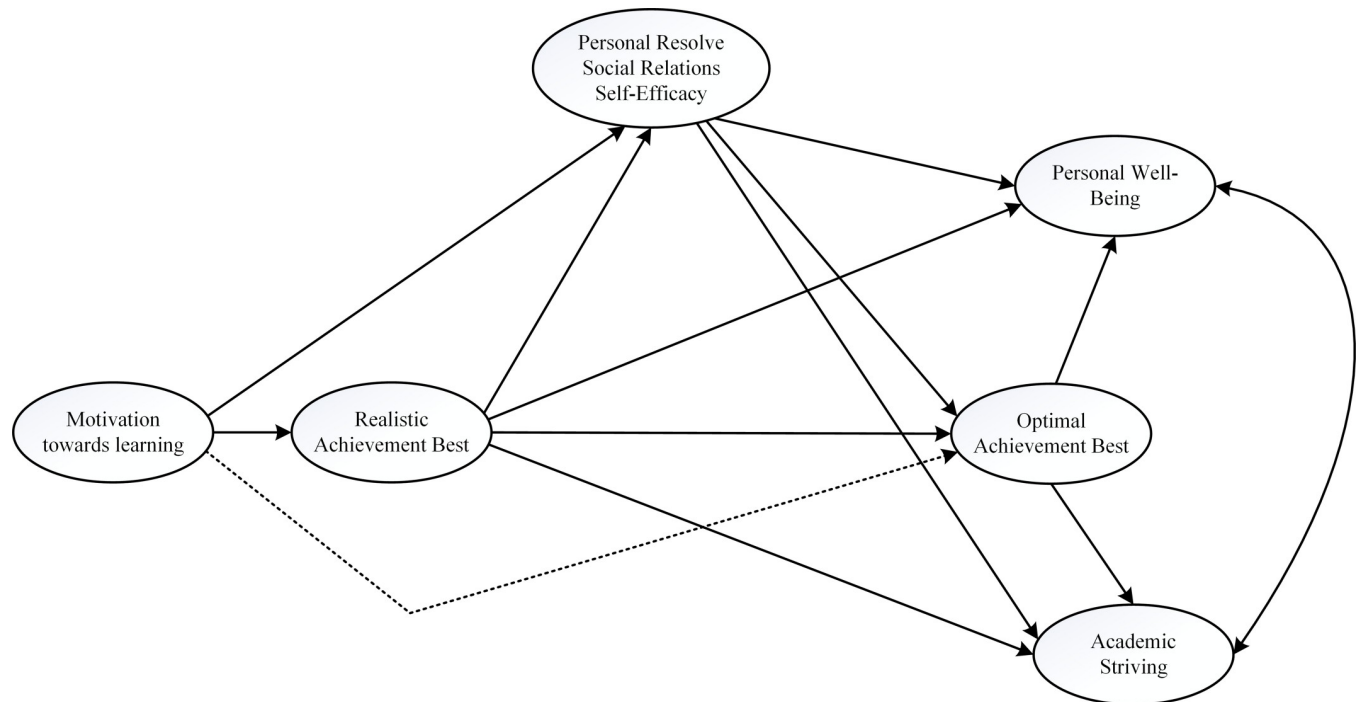 Personal Resolve
Social Relations
Self-Efficacy
Personal Well-
Being
Motivation
towards learning
Realistic
Achievement Best
Optimal
Achievement Best
Academic
Striving